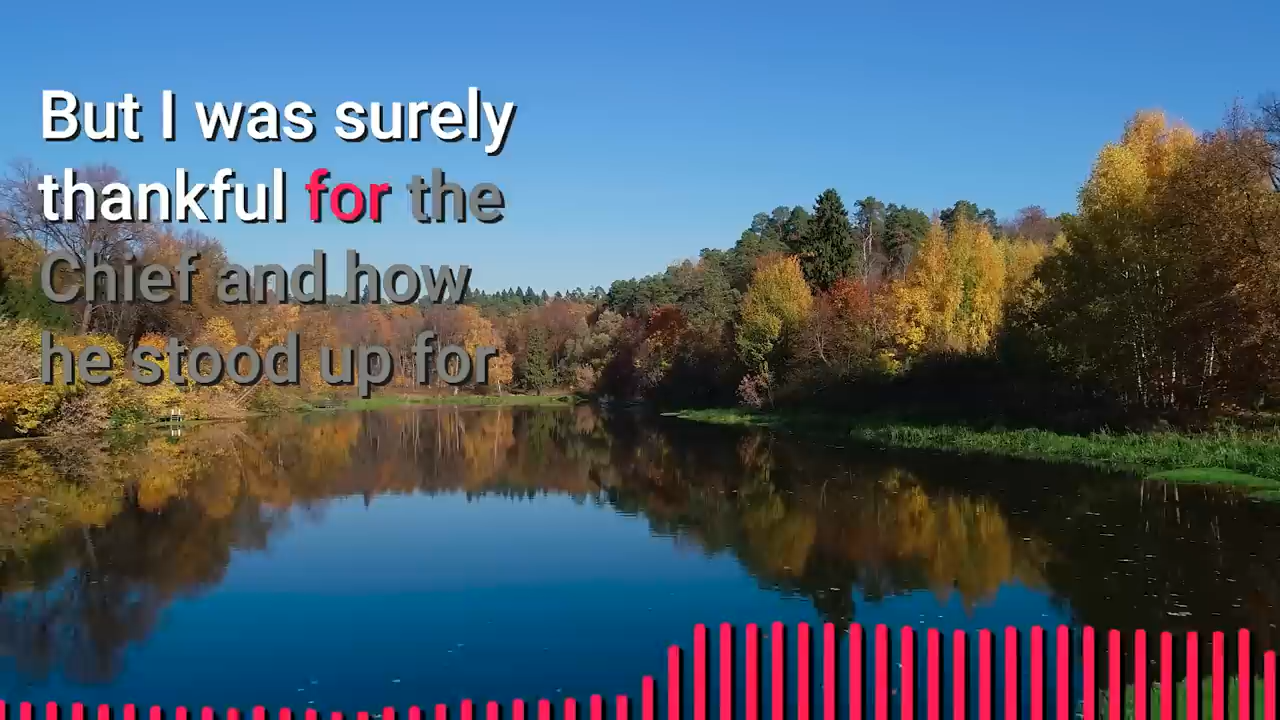 But I was surely
thankful for the
Chief and how
he stood up for